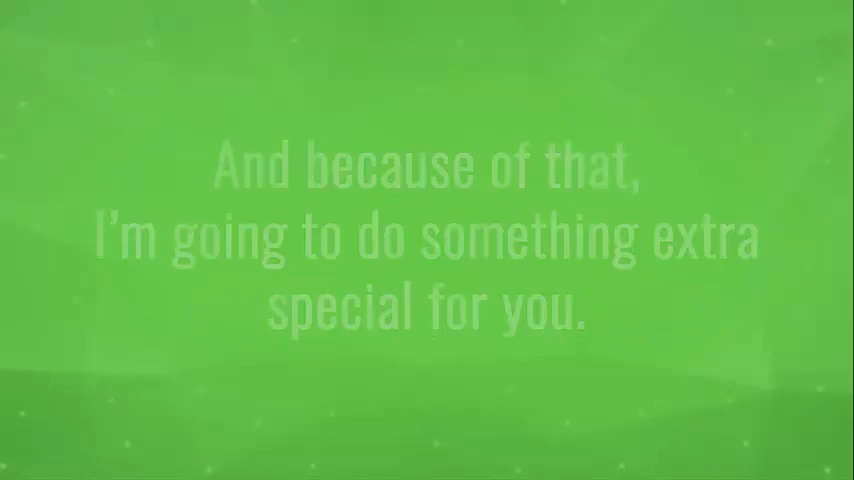 And because of that,
I'm going to do something extra
special for you.